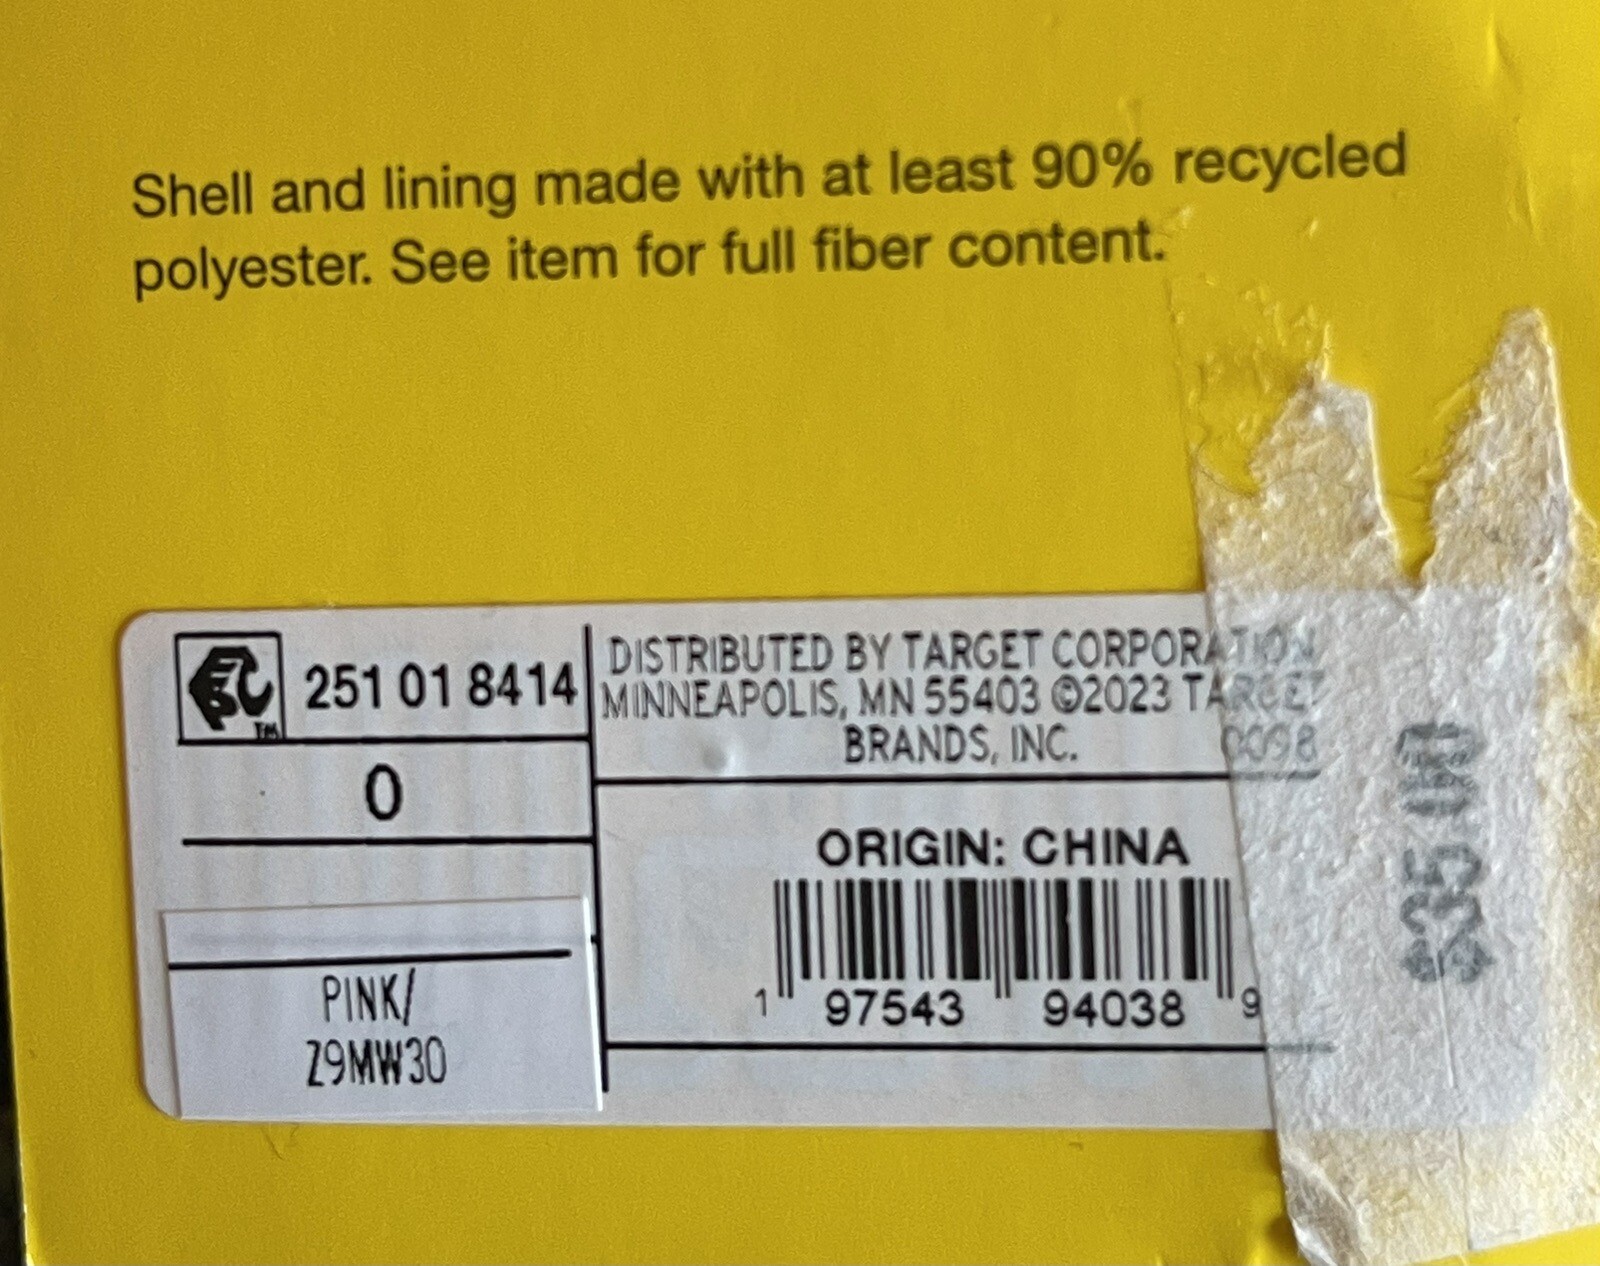 Shell and lining made with at least 90% recycled
polyester. See item for full fiber content.
251 01 8414
0
PINK/
Z9MW30
DISTRIBUTED BY TARGET CORPORATION
MINNEAPOLIS, MN 55403 ©2023 TARGET
BRANDS, INC. 0098
ORIGIN: CHINA
1 97543 94038 9
$35.00